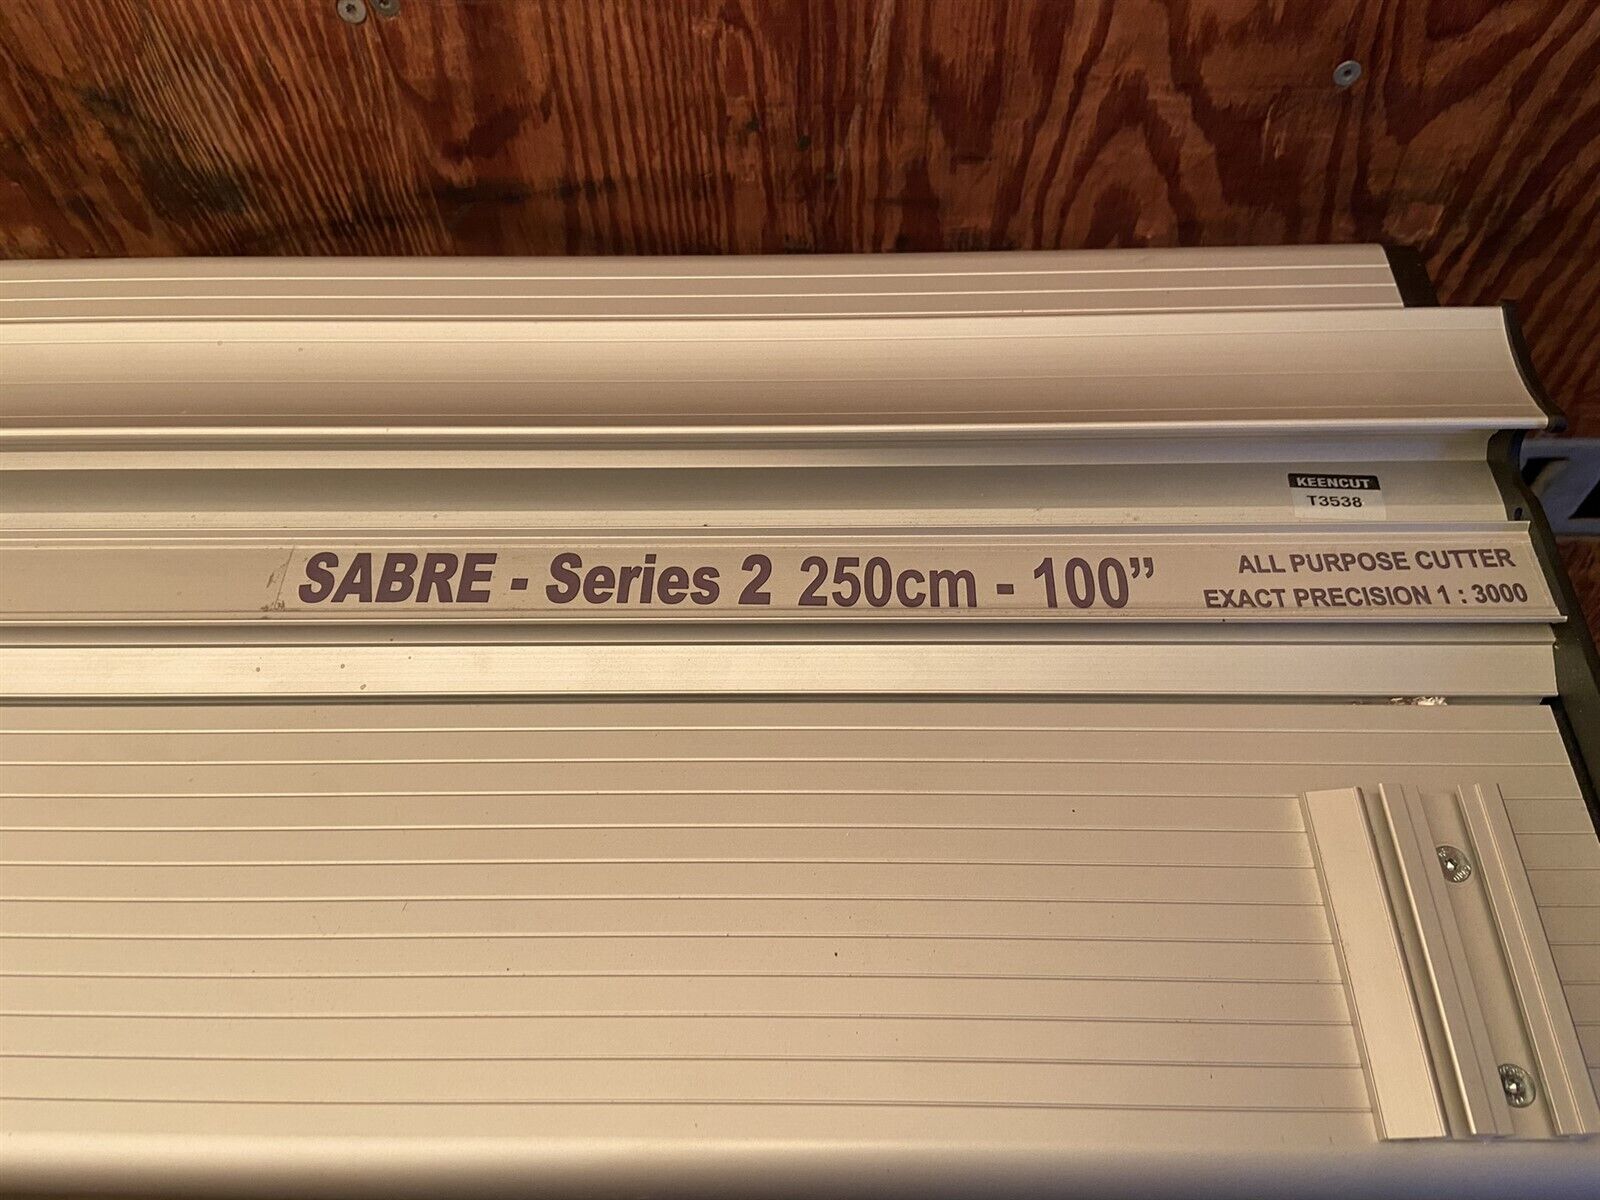 KEENCUT
T3538
SABRE - Series 2 250cm - 100”
ALL PURPOSE CUTTER
EXACT PRECISION 1 : 3000